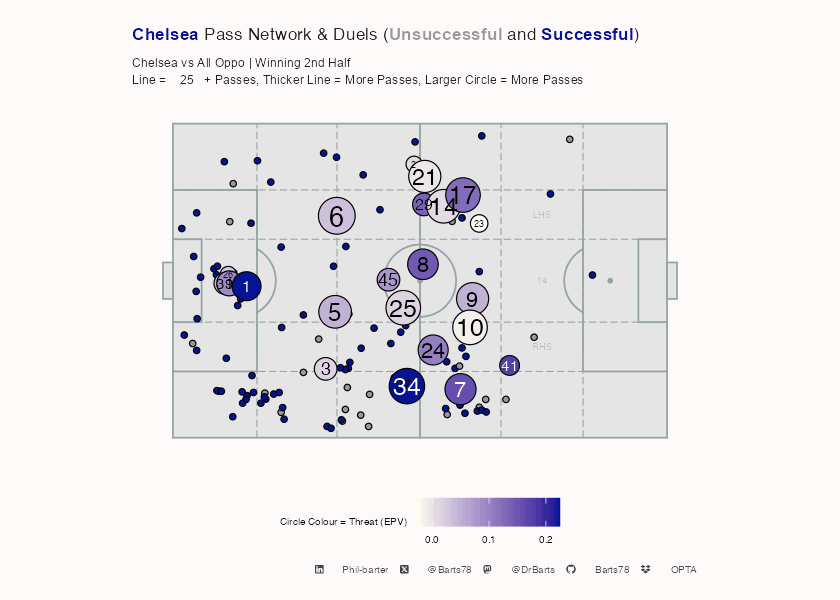 Chelsea Pass Network & Duels (Unsuccessful and Successful)
Chelsea vs All Oppo | Winning 2nd Half
Line = 25 + Passes, Thicker Line = More Passes, Larger Circle = More Passes
2
21
17
29
14
6
23
LHS
8
26
39
1
45
14
9
25
5
10
RHS
24
3
41
34
7
Circle Colour = Threat (EPV)
0.0 0.1 0.2
Phil-barter @Barts78 @DrBarts Barts78 OPTA